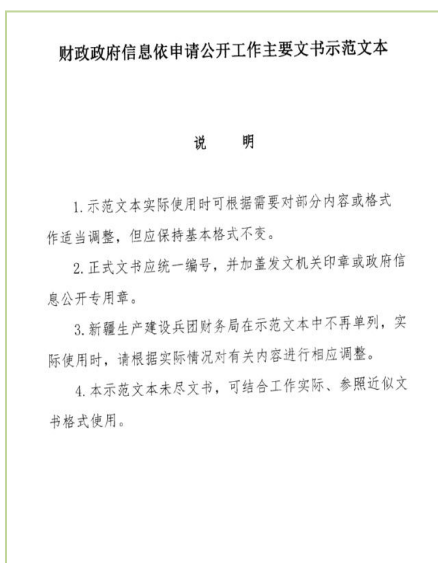 财政政府信息依申请公开工作主要文书示范文本
说 明
1.示范文本实际使用时可根据需要对部分内容或格式
作适当调整，但应保持基本格式不变。
2.正式文书应统一编号，并加盖发文机关印章或政府信
息公开专用章。
3.新疆生产建设兵团财务局在示范文本中不再单列，实
际使用时，请根据实际情况对有关内容进行相应调整。
4.本示范文本未尽文书，可结合工作实际、参照近似文
书格式使用。